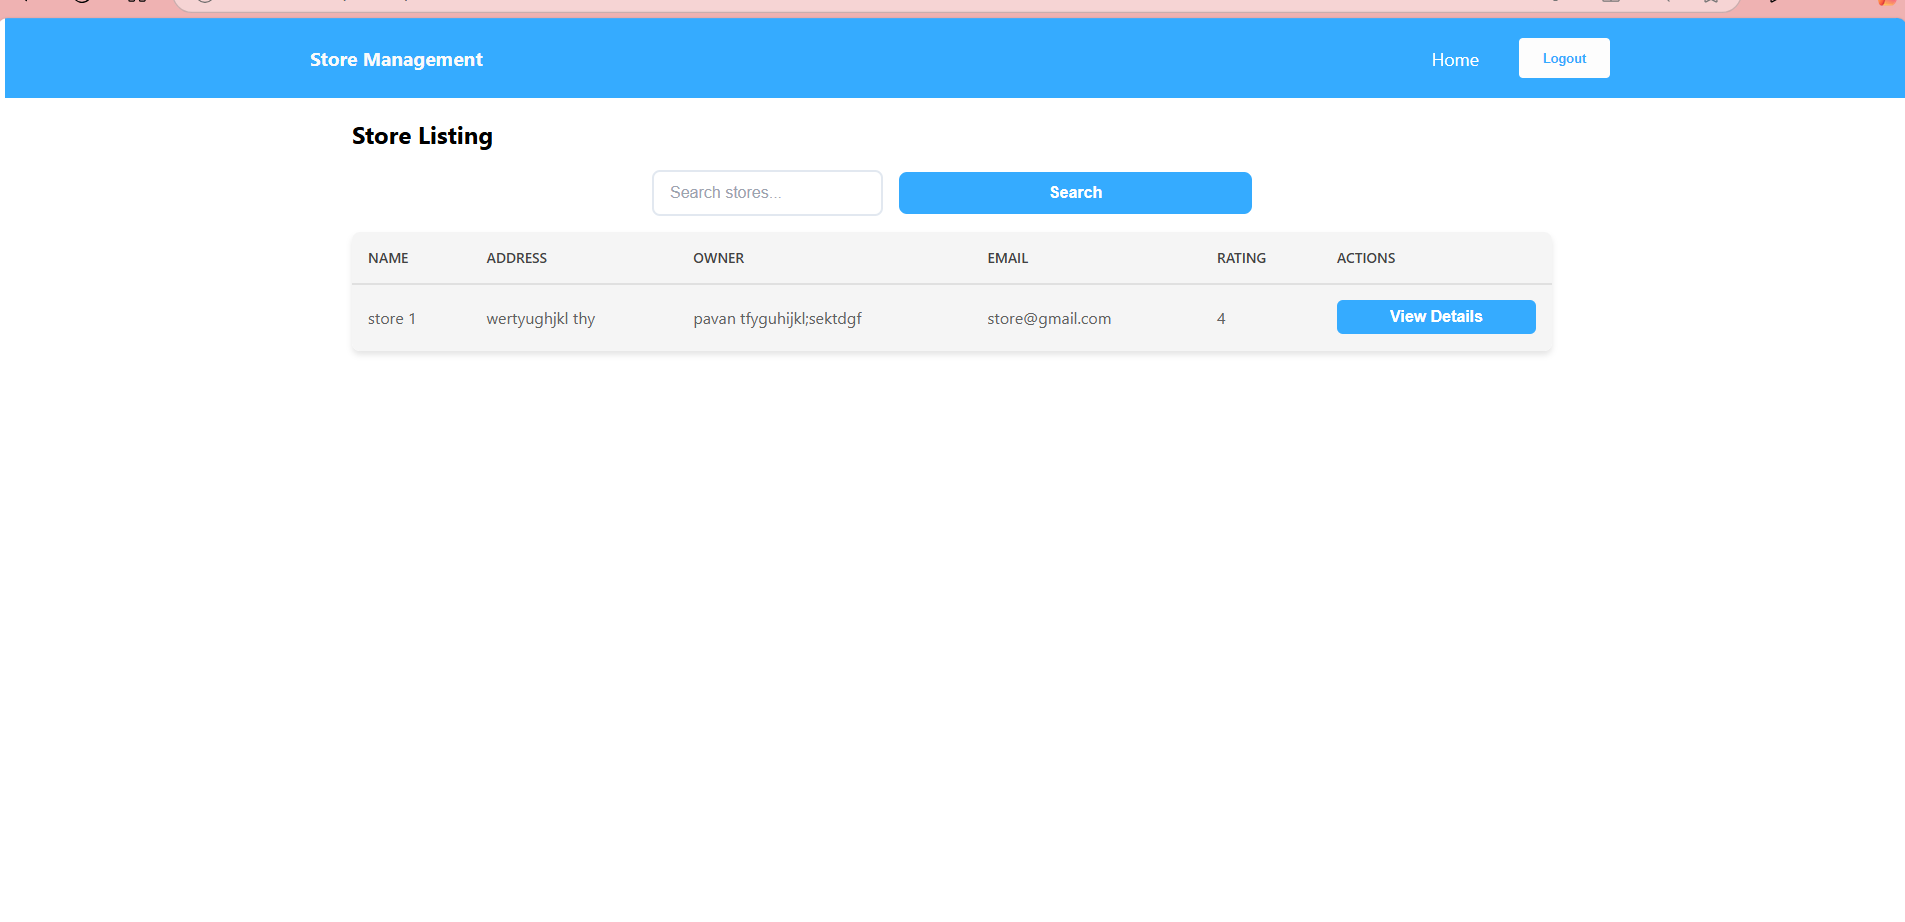 Store Management Home Logout
Store Listing
Search stores... Search
NAME ADDRESS OWNER EMAIL RATING ACTIONS
store 1 wertyughjkl thy pavan tfyguhijkl;sektdgf store@gmail.com 4 View Details